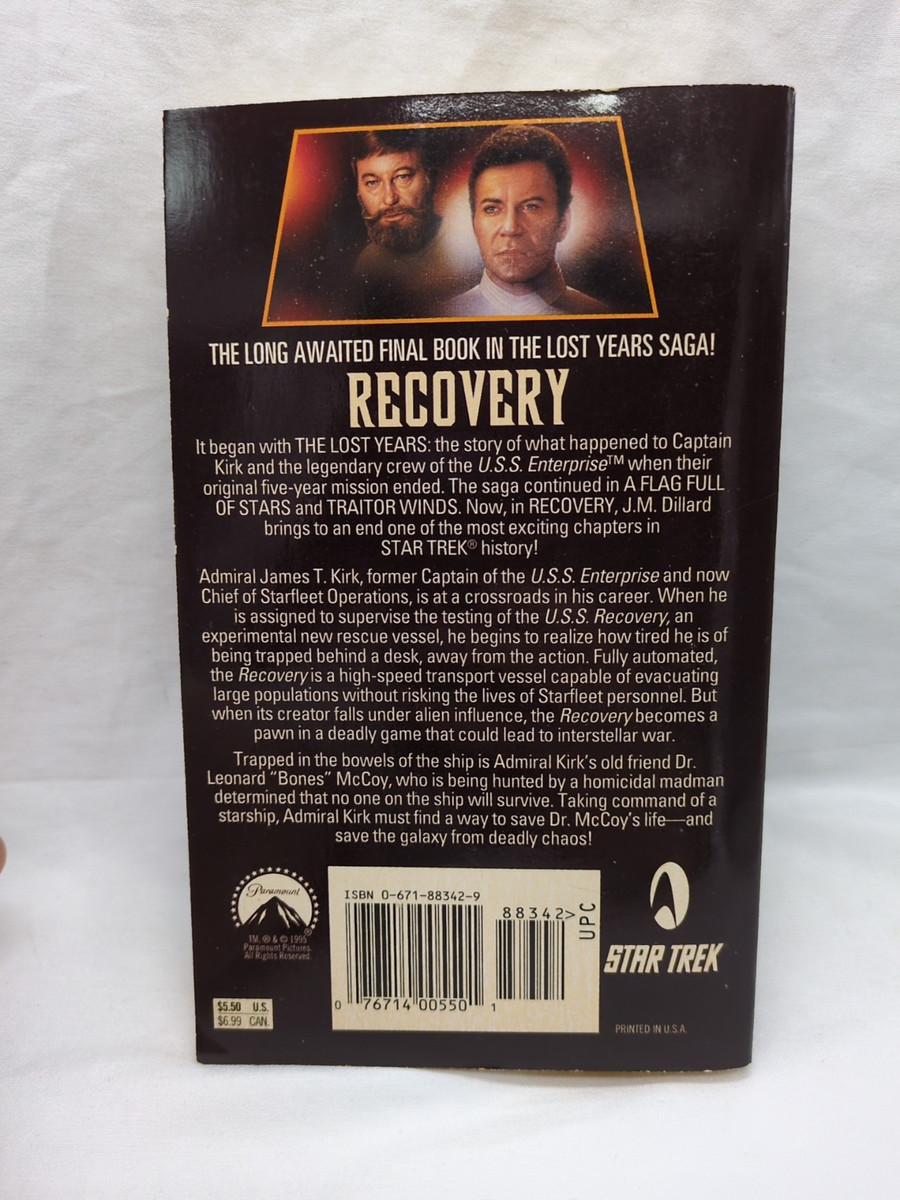 THE LONG AWAITED FINAL BOOK IN THE LOST YEARS SAGA!
RECOVERY
It began with THE LOST YEARS: the story of what happened to Captain
Kirk and the legendary crew of the U.S.S. Enterprise™ when their
original five-year mission ended. The saga continued in A FLAG FULL
OF STARS and TRAITOR WINDS. Now, in RECOVERY, J.M. Dillard
brings to an end one of the most exciting chapters in
STAR TREK® history!
Admiral James T. Kirk, former Captain of the U.S.S. Enterprise and now
Chief of Starfleet Operations, is at a crossroads in his career. When he
is assigned to supervise the testing of the U.S.S. Recovery, an
experimental new rescue vessel, he begins to realize how tired he is of
being trapped behind a desk, away from the action. Fully automated,
the Recovery is a high-speed transport vessel capable of evacuating
large populations without risking the lives of Starfleet personnel. But
when its creator falls under alien influence, the Recovery becomes a
pawn in a deadly game that could lead to interstellar war.
Trapped in the bowels of the ship is Admiral Kirk's old friend Dr.
Leonard "Bones" McCoy, who is being hunted by a homicidal madman
determined that no one on the ship will survive. Taking command of a
starship, Admiral Kirk must find a way to save Dr. McCoy's life—and
save the galaxy from deadly chaos!
Paramount
®
TM, ® & © 1995
Paramount Pictures.
All Rights Reserved.
$5.50 U.S.
$6.99 CAN.
ISBN 0-671-88342-9
88342>
UPC
0 76714 00550 1
STAR TREK
PRINTED IN U.S.A.